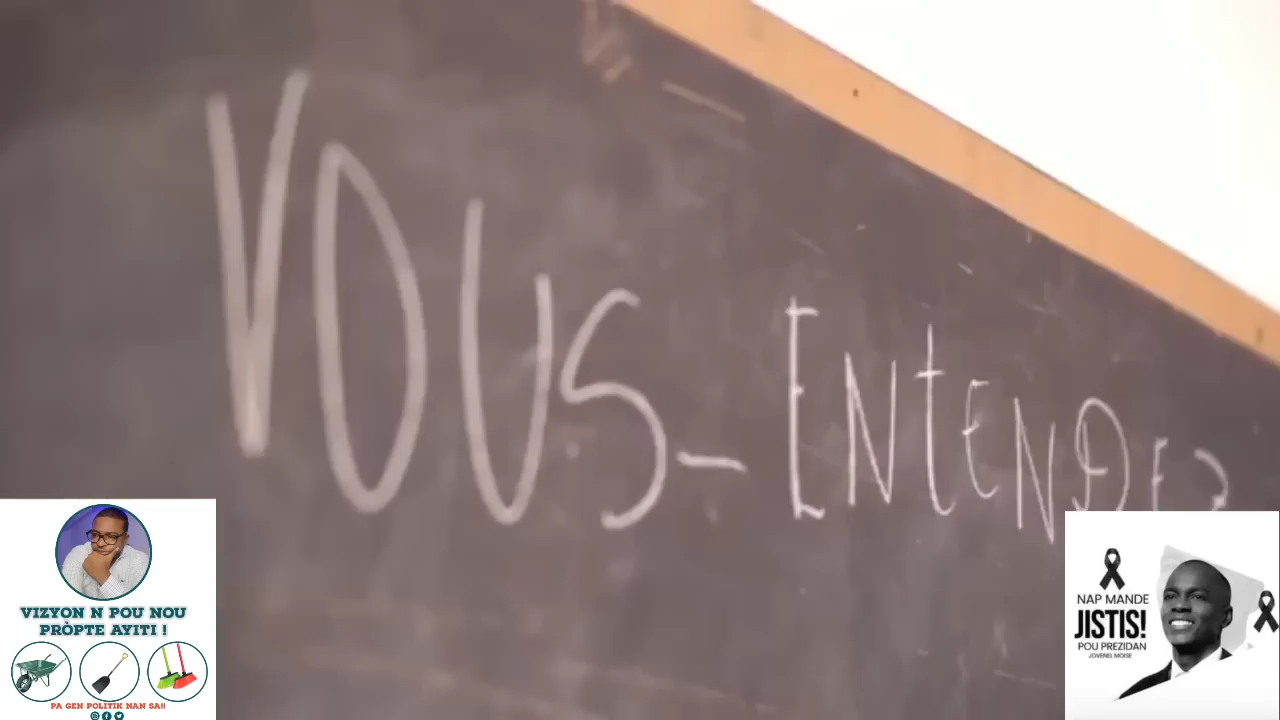 VOUS- ENtENDEZ
VIZYON N POU NOU
PRÒPTE AYITI !
PA GEN POLITIK NAN SA!!
NAP MANDE
JISTIS!
POU PREZIDAN
JOVENEL MOISE